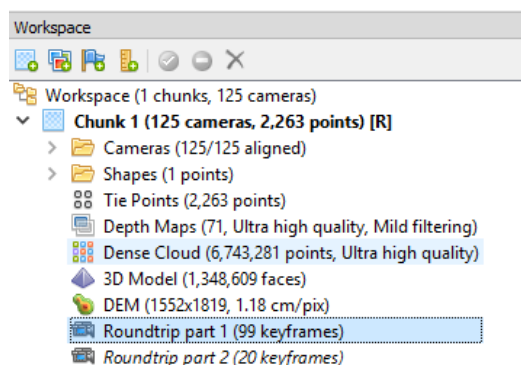 Workspace
Workspace (1 chunks, 125 cameras)
Chunk 1 (125 cameras, 2,263 points) [R]
Cameras (125/125 aligned)
Shapes (1 points)
Tie Points (2,263 points)
Depth Maps (71, Ultra high quality, Mild filtering)
Dense Cloud (6,743,281 points, Ultra high quality)
3D Model (1,348,609 faces)
DEM (1552x1819, 1.18 cm/pix)
Roundtrip part 1 (99 keyframes)
Roundtrip part 2 (20 keyframes)